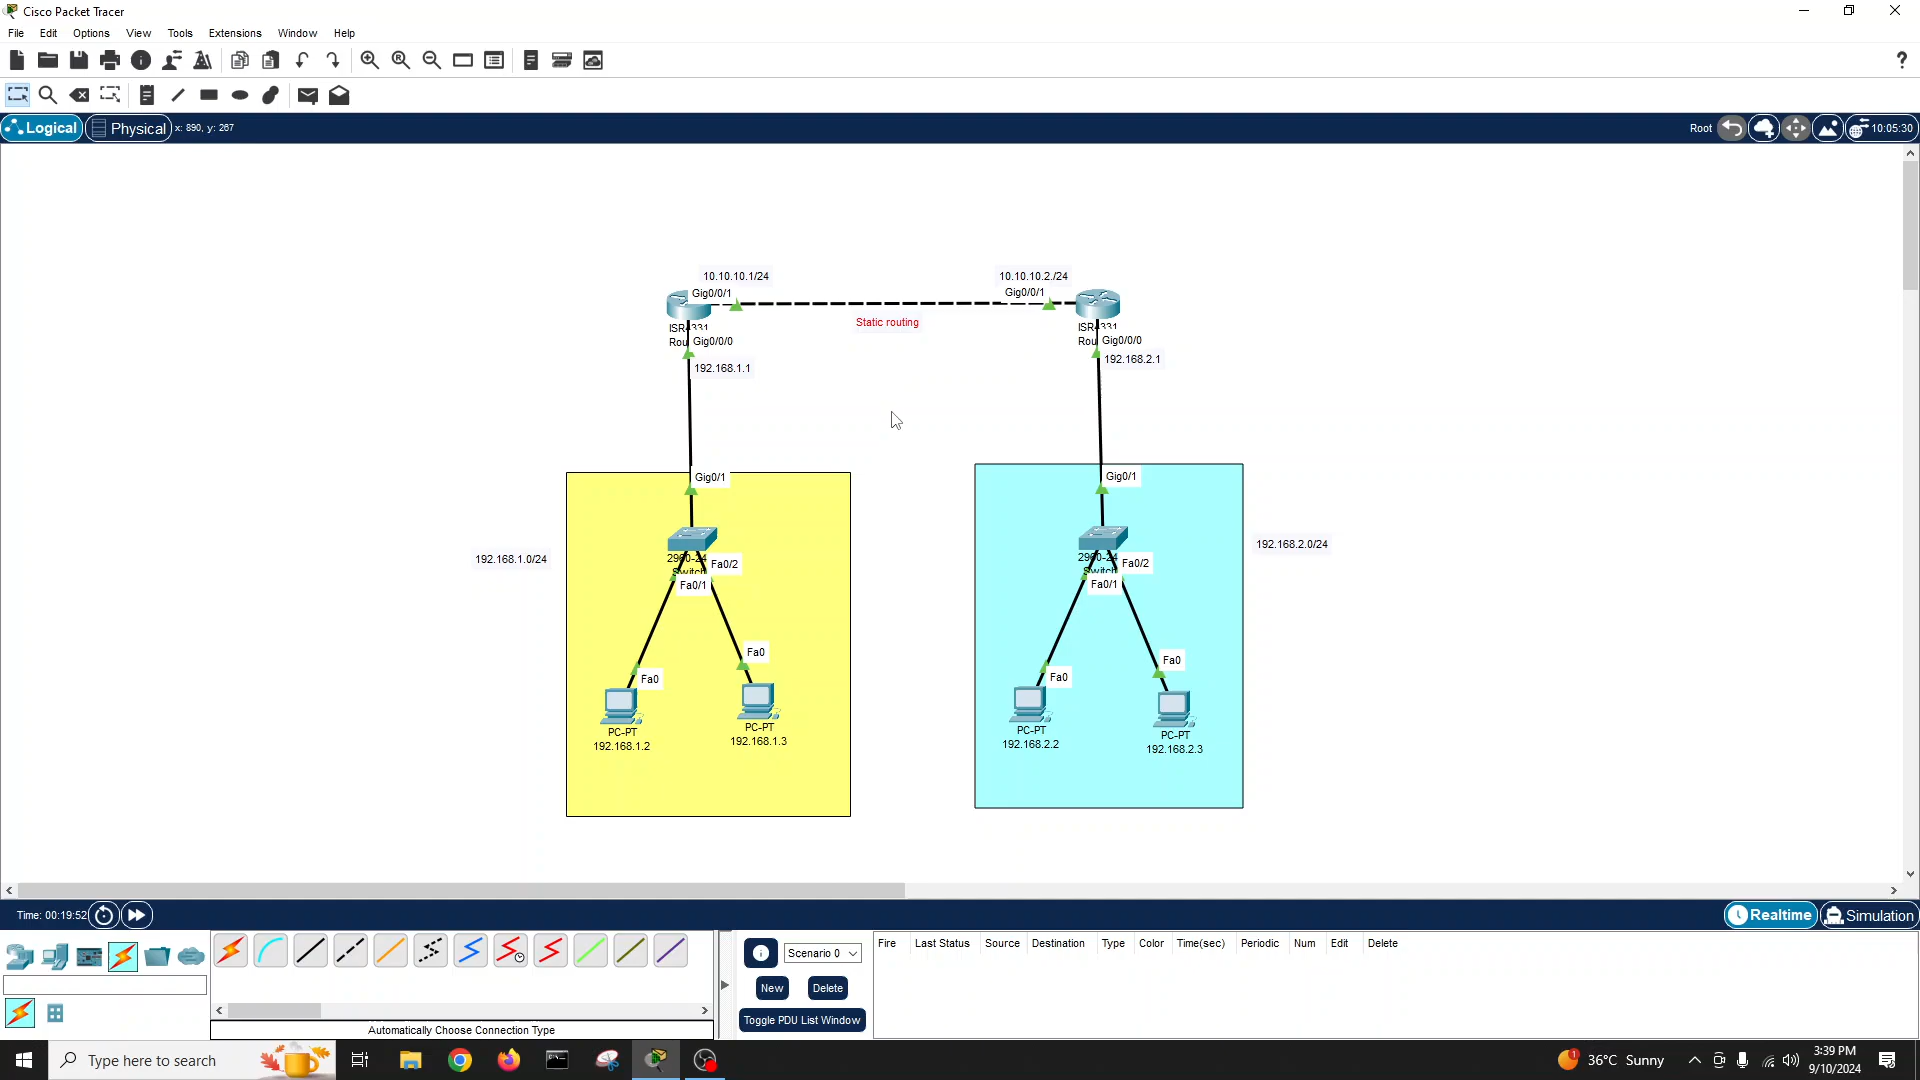 Cisco Packet Tracer
File Edit Options View Tools Extensions Window Help
Logical Physical x: 890, y: 267 Root 10:05:30
10.10.10.1/24 10.10.10.2./24
Gig0/0/1 Gig0/0/1
Static routing
Gig0/0/0 Gig0/0/0
192.168.1.1 192.168.2.1
Gig0/1 Gig0/1
192.168.1.0/24 192.168.2.0/24
Fa0/2 Fa0/2
Fa0/1 Fa0/1
Fa0 Fa0
Fa0 Fa0
PC-PT PC-PT PC-PT PC-PT
192.168.1.2 192.168.1.3 192.168.2.2 192.168.2.3
Time: 00:19:52 Realtime Simulation
Scenario 0
New Delete
Toggle PDU List Window
Fire Last Status Source Destination Type Color Time(sec) Periodic Num Edit Delete
Automatically Choose Connection Type
Type here to search
36°C Sunny
3:39 PM
9/10/2024